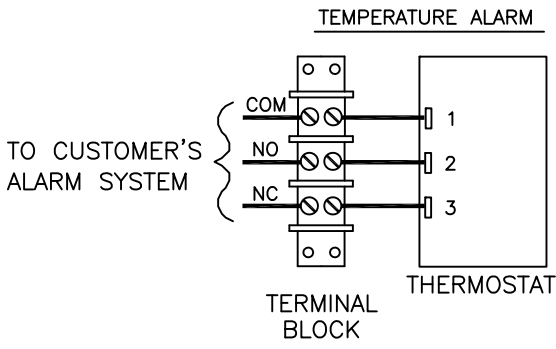 TEMPERATURE ALARM
COM
1
TO CUSTOMER'S
ALARM SYSTEM
NO
2
NC
3
THERMOSTAT
TERMINAL
BLOCK